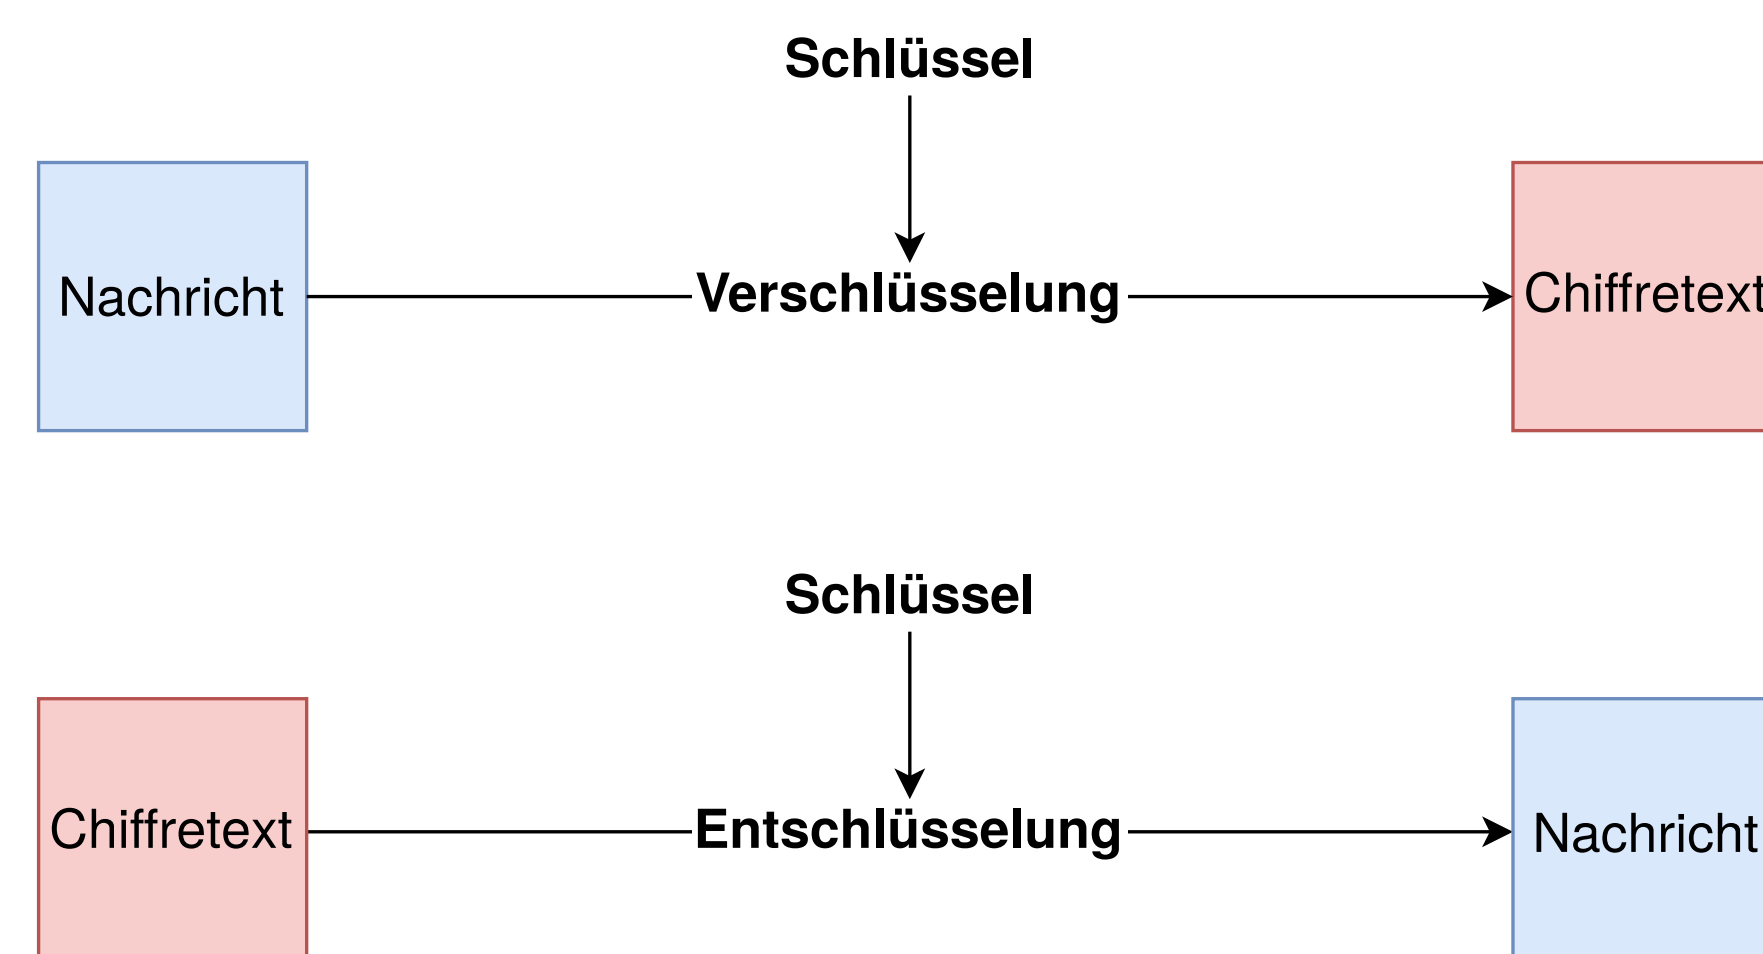 Schlüssel
Nachricht
Verschlüsselung
Chiffretext
Schlüssel
Chiffretext
Entschlüsselung
Nachricht